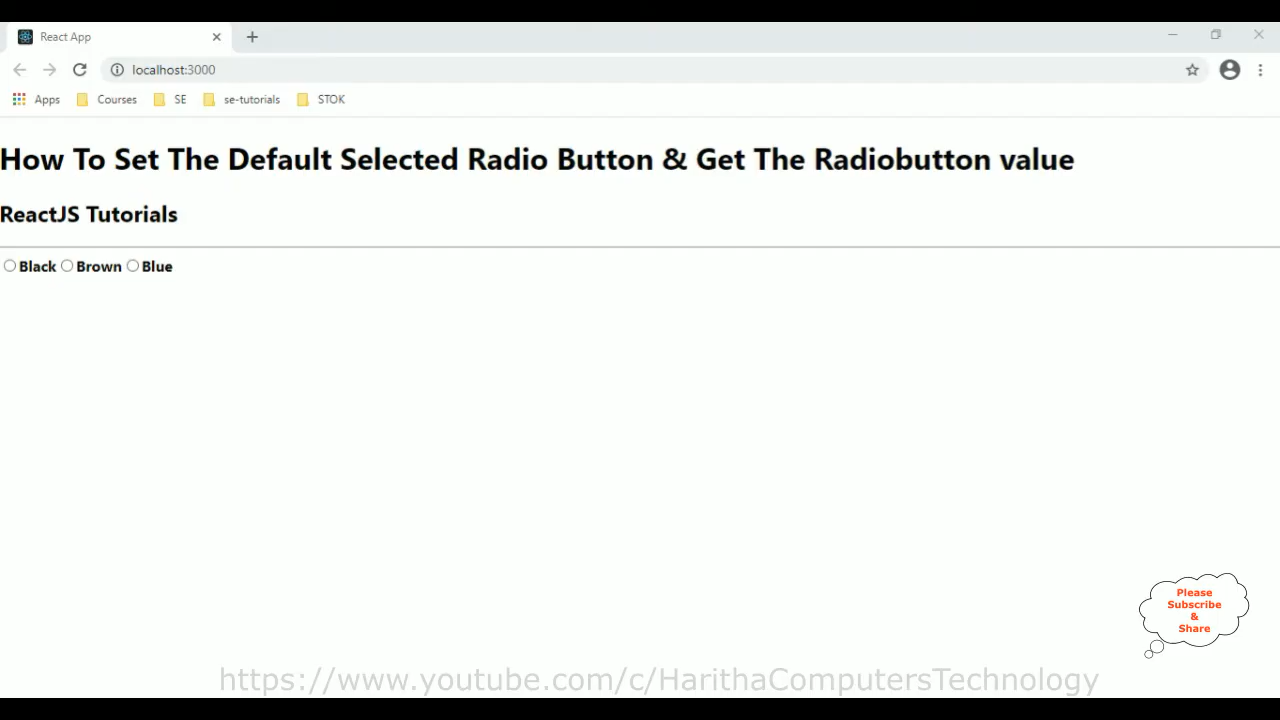 React App
localhost:3000
Apps Courses SE se-tutorials STOK
How To Set The Default Selected Radio Button & Get The Radiobutton value
ReactJS Tutorials
Black Brown Blue
Please
Subscribe
&
Share
https://www.youtube.com/c/HarithaComputersTechnology